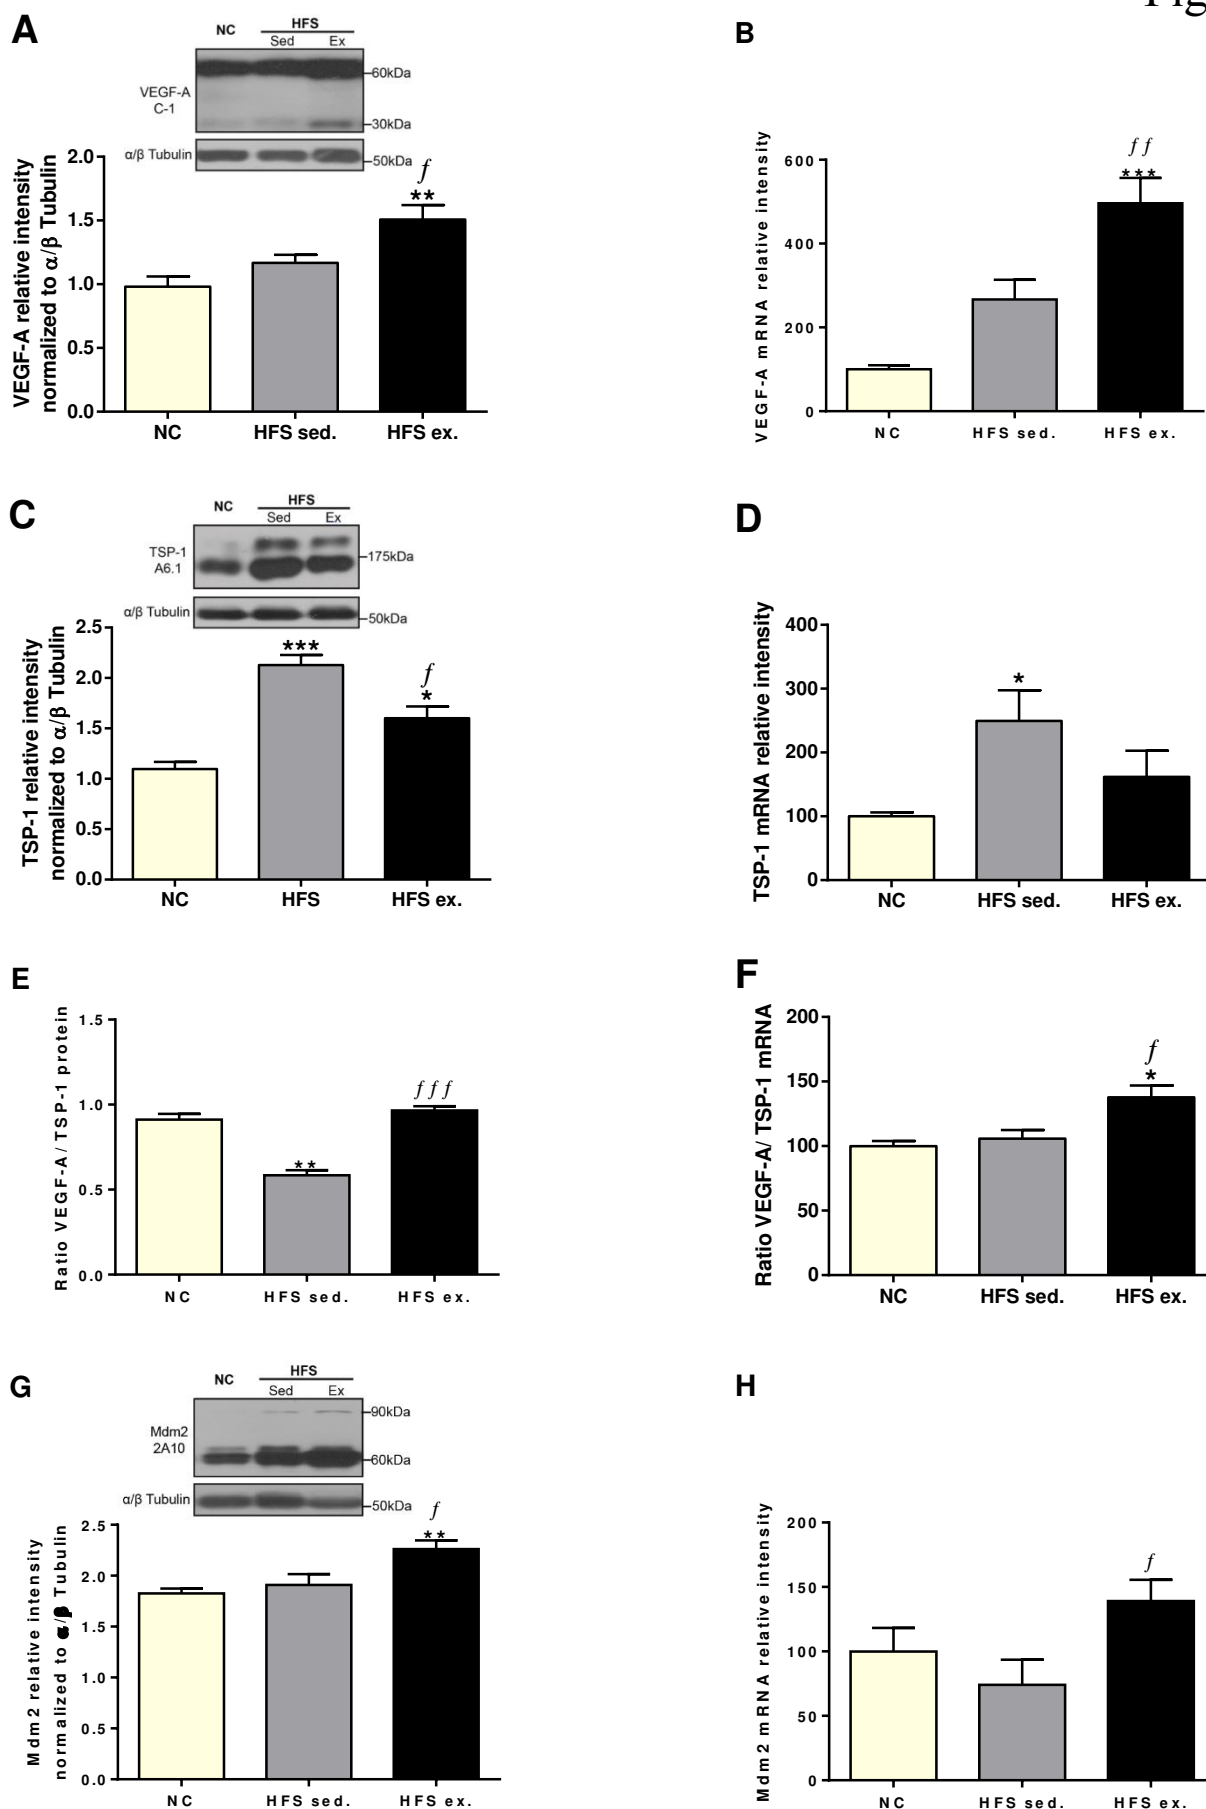 Fig
A
NC
HFS
Sed
Ex
VEGF-A
C-1
60kDa
30kDa
α/β Tubulin
50kDa
VEGF-A relative intensity
normalized to α/β Tubulin
2.0
1.5
1.0
0.5
0.0
f
**
NC
HFS sed.
HFS ex.
B
VEGF-A mRNA relative intensity
600
400
200
0
ff
***
NC
HFS sed.
HFS ex.
C
NC
HFS
Sed
Ex
TSP-1
A6.1
175kDa
α/β Tubulin
50kDa
TSP-1 relative intensity
normalized to α/β Tubulin
2.5
2.0
1.5
1.0
0.5
0.0
***
f
*
NC
HFS
HFS ex.
D
TSP-1 mRNA relative intensity
400
300
200
100
0
*
NC
HFS sed.
HFS ex.
E
Ratio VEGF-A/TSP-1 protein
1.5
1.0
0.5
0.0
**
fff
NC
HFS sed.
HFS ex.
F
Ratio VEGF-A/ TSP-1 mRNA
200
150
100
50
0
f
*
NC
HFS sed.
HFS ex.
G
NC
HFS
Sed
Ex
Mdm2
2A10
90kDa
60kDa
α/β Tubulin
50kDa
Mdm2 relative intensity
normalized to α/β Tubulin
2.5
2.0
1.5
1.0
0.5
0.0
f
**
NC
HFS sed.
HFS ex.
H
Mdm2 mRNA relative intensity
200
150
100
50
0
f
NC
HFS sed.
HFS ex.